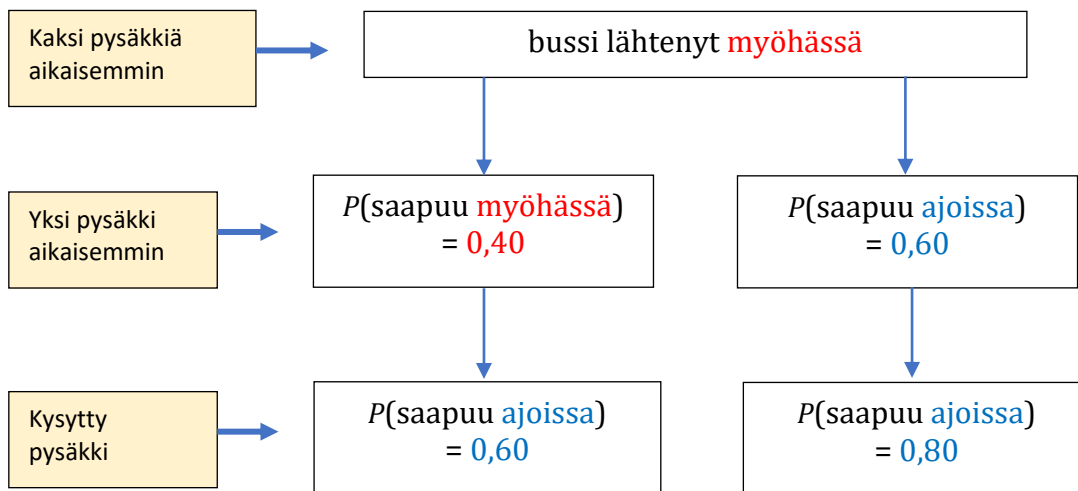 Kaksi pysäkkiä
aikaisemmin
bussi lähtenyt myöhässä
Yksi pysäkki
aikaisemmin
P(saapuu myöhässä)
= 0,40
P(saapuu ajoissa)
= 0,60
Kysytty
pysäkki
P(saapuu ajoissa)
= 0,60
P(saapuu ajoissa)
= 0,80